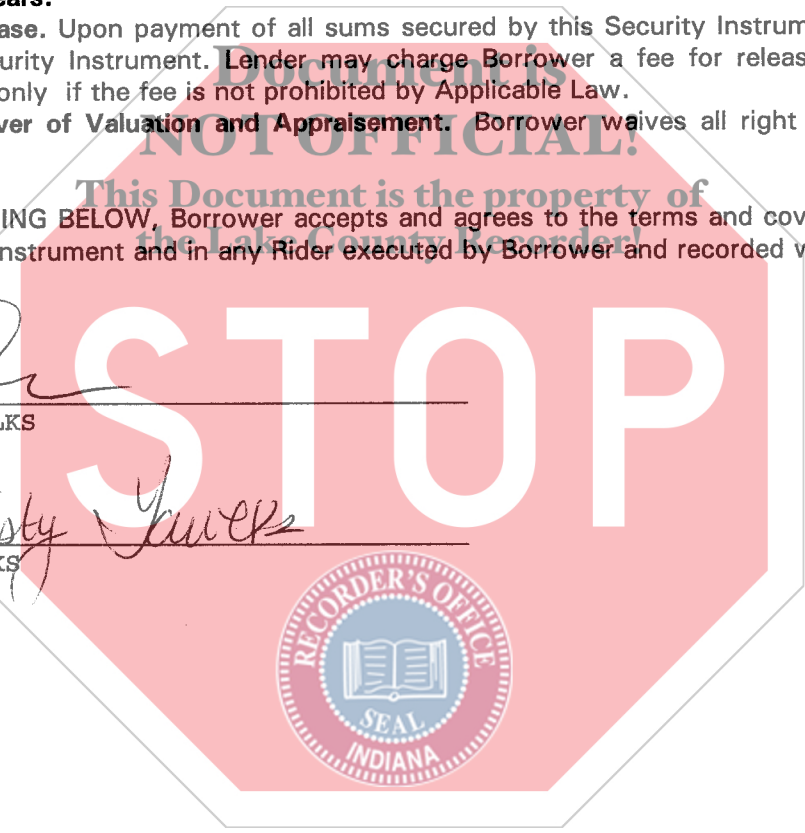 ears.
ase. Upon payment of all sums secured by this Security Instrum
urity Instrument. Lender may charge Borrower a fee for releas
only if the fee is not prohibited by Applicable Law.
ver of Valuation and Appraisement. Borrower waives all right
ING BELOW, Borrower accepts and agrees to the terms and cov
nstrument and in any Rider executed by Borrower and recorded w
Document is
NOT OFFICIAL!
This Document is the property of
the Lake County Recorder!
STOP
LKS
KS
RECORDER'S OFFICE
SEAL
INDIANA